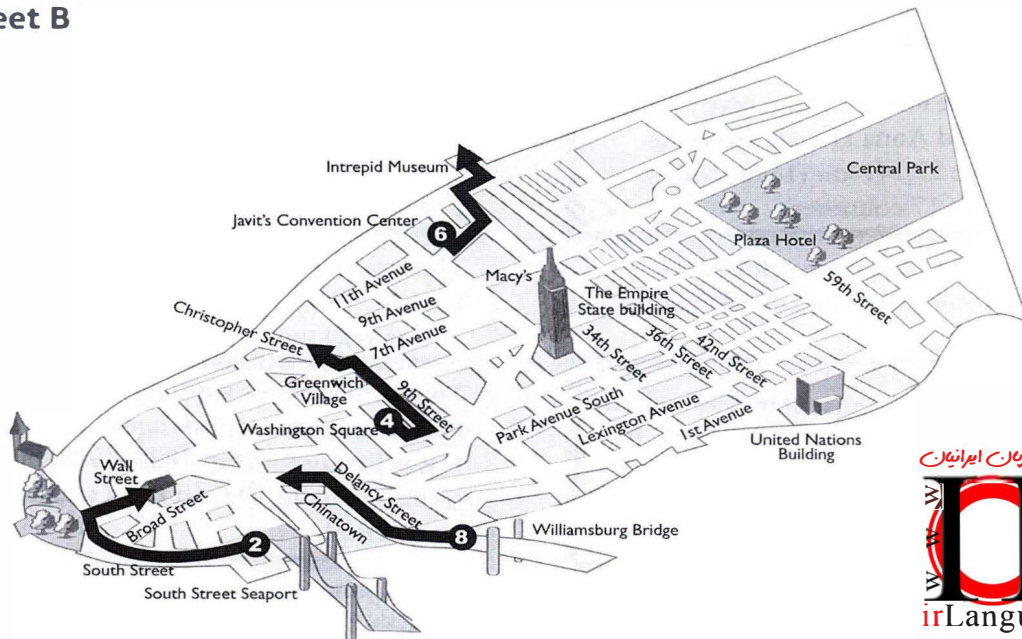 eet B
Intrepid Museum
Javit's Convention Center
6
Central Park
Plaza Hotel
59th Street
Macy's
The Empire
State building
11th Avenue
9th Avenue
7th Avenue
Christopher Street
34th Street
36th Street
42nd Street
Greenwich
Village
9th Street
4
Washington Square
Park Avenue South
Lexington Avenue
1st Avenue
United Nations
Building
Wall
Street
Broad Street
Delancy Street
Chinatown
8
Williamsburg Bridge
2
South Street
South Street Seaport
ایرانیان
W
W
W
irLangu